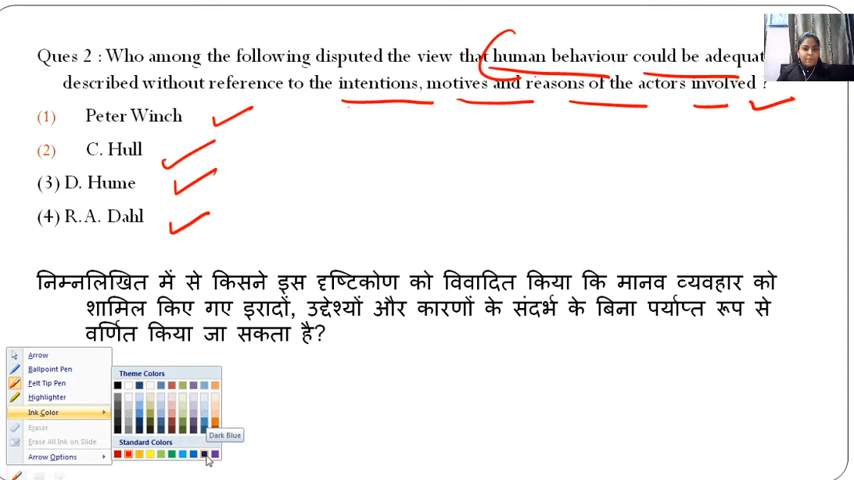 Ques 2 : Who among the following disputed the view that human behaviour could be adequat
described without reference to the intentions, motives and reasons of the actors involved ?
(1) Peter Winch
(2) C. Hull
(3) D. Hume
(4) R.A. Dahl
निम्नलिखित में से किसने इस दृष्टिकोण को विवादित किया कि मानव व्यवहार को
शामिल किए गए इरादों, उद्देश्यों और कारणों के संदर्भ के बिना पर्याप्त रूप से
वर्णित किया जा सकता है?
Arrow
Ballpoint Pen
Felt Tip Pen
Highlighter
Ink Color
Eraser
Erase All Ink on Slide
Arrow Options
Theme Colors
Dark Blue
Standard Colors